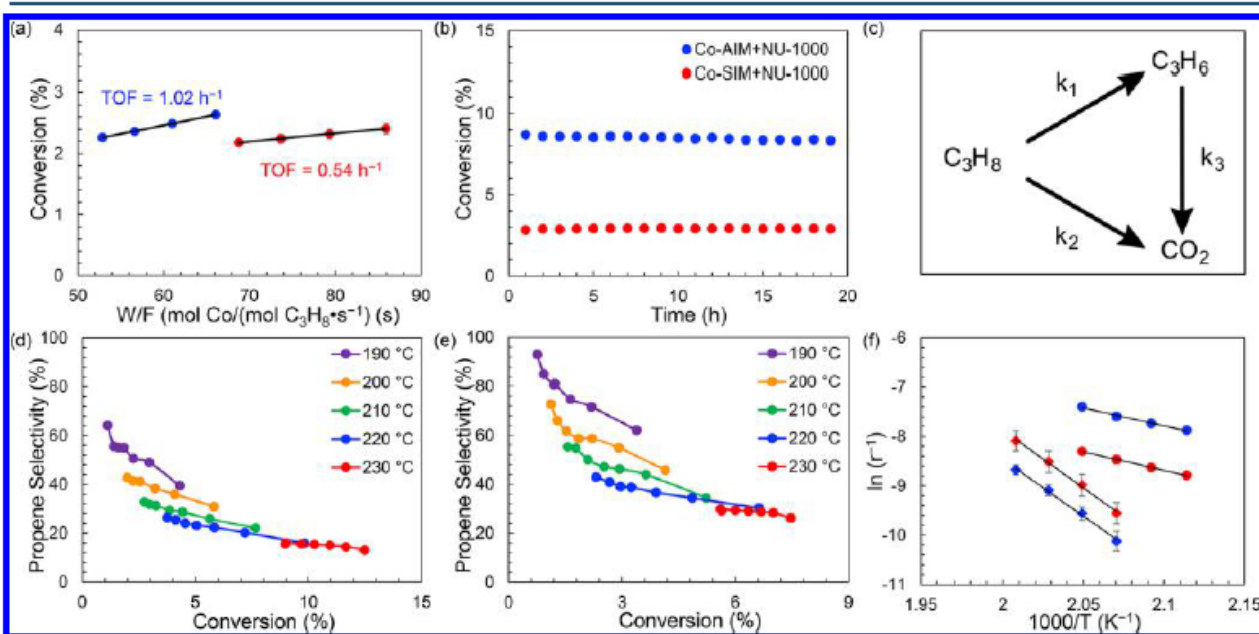 (a)
4
3
2
1
0
Conversion (%)
TOF = 1.02 h⁻¹
TOF = 0.54 h⁻¹
50 60 70 80 90
W/F (mol Co/(mol C₃H₈•s⁻¹) (s)
(b)
15
10
5
0
Conversion (%)
Co-AIM+NU-1000
Co-SIM+NU-1000
0 5 10 15 20
Time (h)
(c)
C₃H₆
k₁
C₃H₈
k₃
k₂
CO₂
(d)
100
80
60
40
20
0
Propene Selectivity (%)
190 °C
200 °C
210 °C
220 °C
230 °C
0 5 10 15
Conversion (%)
(e)
100
80
60
40
20
0
Propene Selectivity (%)
190 °C
200 °C
210 °C
220 °C
230 °C
0 3 6 9
Conversion (%)
(f)
-6
-7
-8
-9
-10
-11
ln (r⁻¹)
1.95 2 2.05 2.1 2.15
1000/T (K⁻¹)